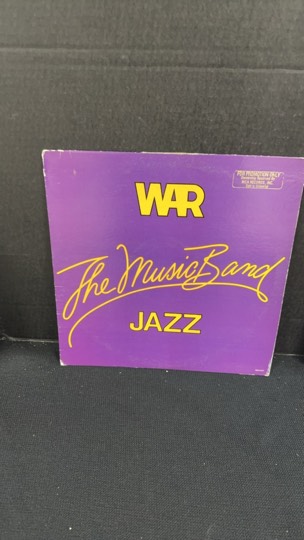 WAR
FOR PROMOTION ONLY
The Music Band
JAZZ